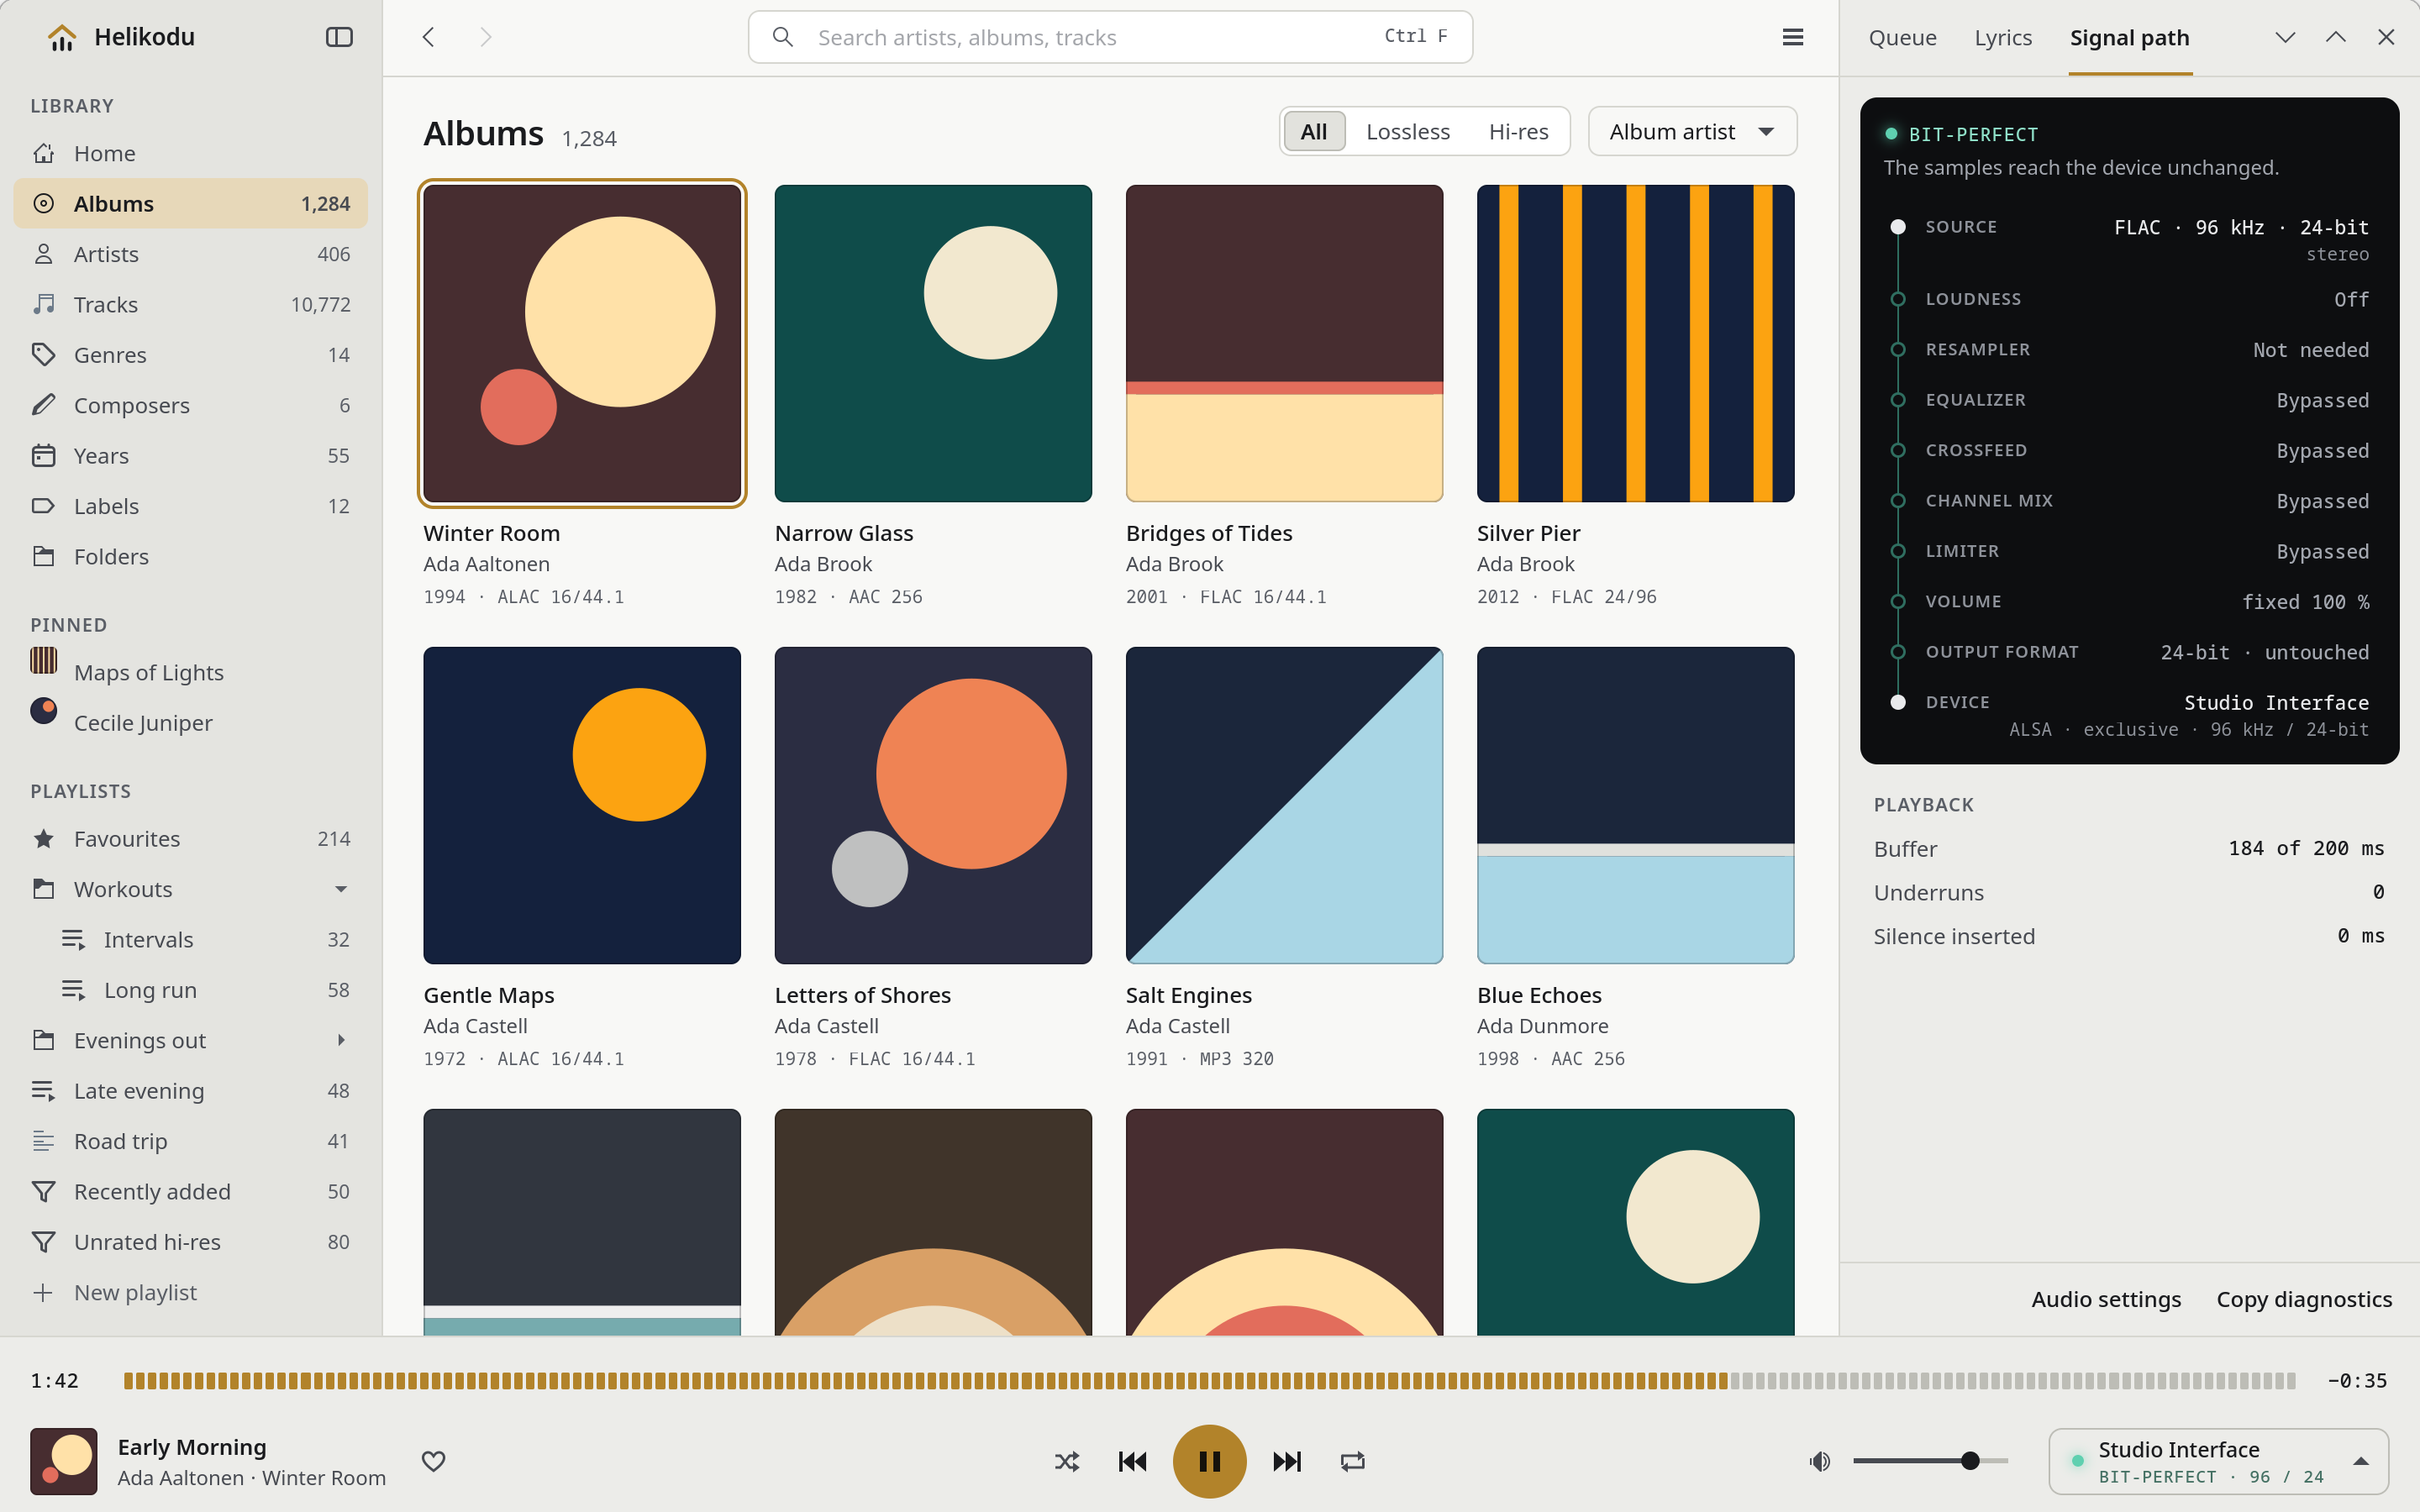 Helikodu
LIBRARY
Home
Albums 1,284
Artists 406
Tracks 10,772
Genres 14
Composers 6
Years 55
Labels 12
Folders
PINNED
Maps of Lights
Cecile Juniper
PLAYLISTS
Favourites 214
Workouts
Intervals 32
Long run 58
Evenings out
Late evening 48
Road trip 41
Recently added 50
Unrated hi-res 80
New playlist
Search artists, albums, tracks Ctrl F
Albums 1,284
All Lossless Hi-res Album artist
Winter Room
Ada Aaltonen
1994 · ALAC 16/44.1
Narrow Glass
Ada Brook
1982 · AAC 256
Bridges of Tides
Ada Brook
2001 · FLAC 16/44.1
Silver Pier
Ada Brook
2012 · FLAC 24/96
Gentle Maps
Ada Castell
1972 · ALAC 16/44.1
Letters of Shores
Ada Castell
1978 · FLAC 16/44.1
Salt Engines
Ada Castell
1991 · MP3 320
Blue Echoes
Ada Dunmore
1998 · AAC 256
Queue Lyrics Signal path
BIT-PERFECT
The samples reach the device unchanged.
SOURCE FLAC · 96 kHz · 24-bit
stereo
LOUDNESS Off
RESAMPLER Not needed
EQUALIZER Bypassed
CROSSFEED Bypassed
CHANNEL MIX Bypassed
LIMITER Bypassed
VOLUME fixed 100 %
OUTPUT FORMAT 24-bit · untouched
DEVICE Studio Interface
ALSA · exclusive · 96 kHz / 24-bit
PLAYBACK
Buffer 184 of 200 ms
Underruns 0
Silence inserted 0 ms
Audio settings Copy diagnostics
1:42 −0:35
Early Morning
Ada Aaltonen · Winter Room
Studio Interface
BIT-PERFECT · 96 / 24